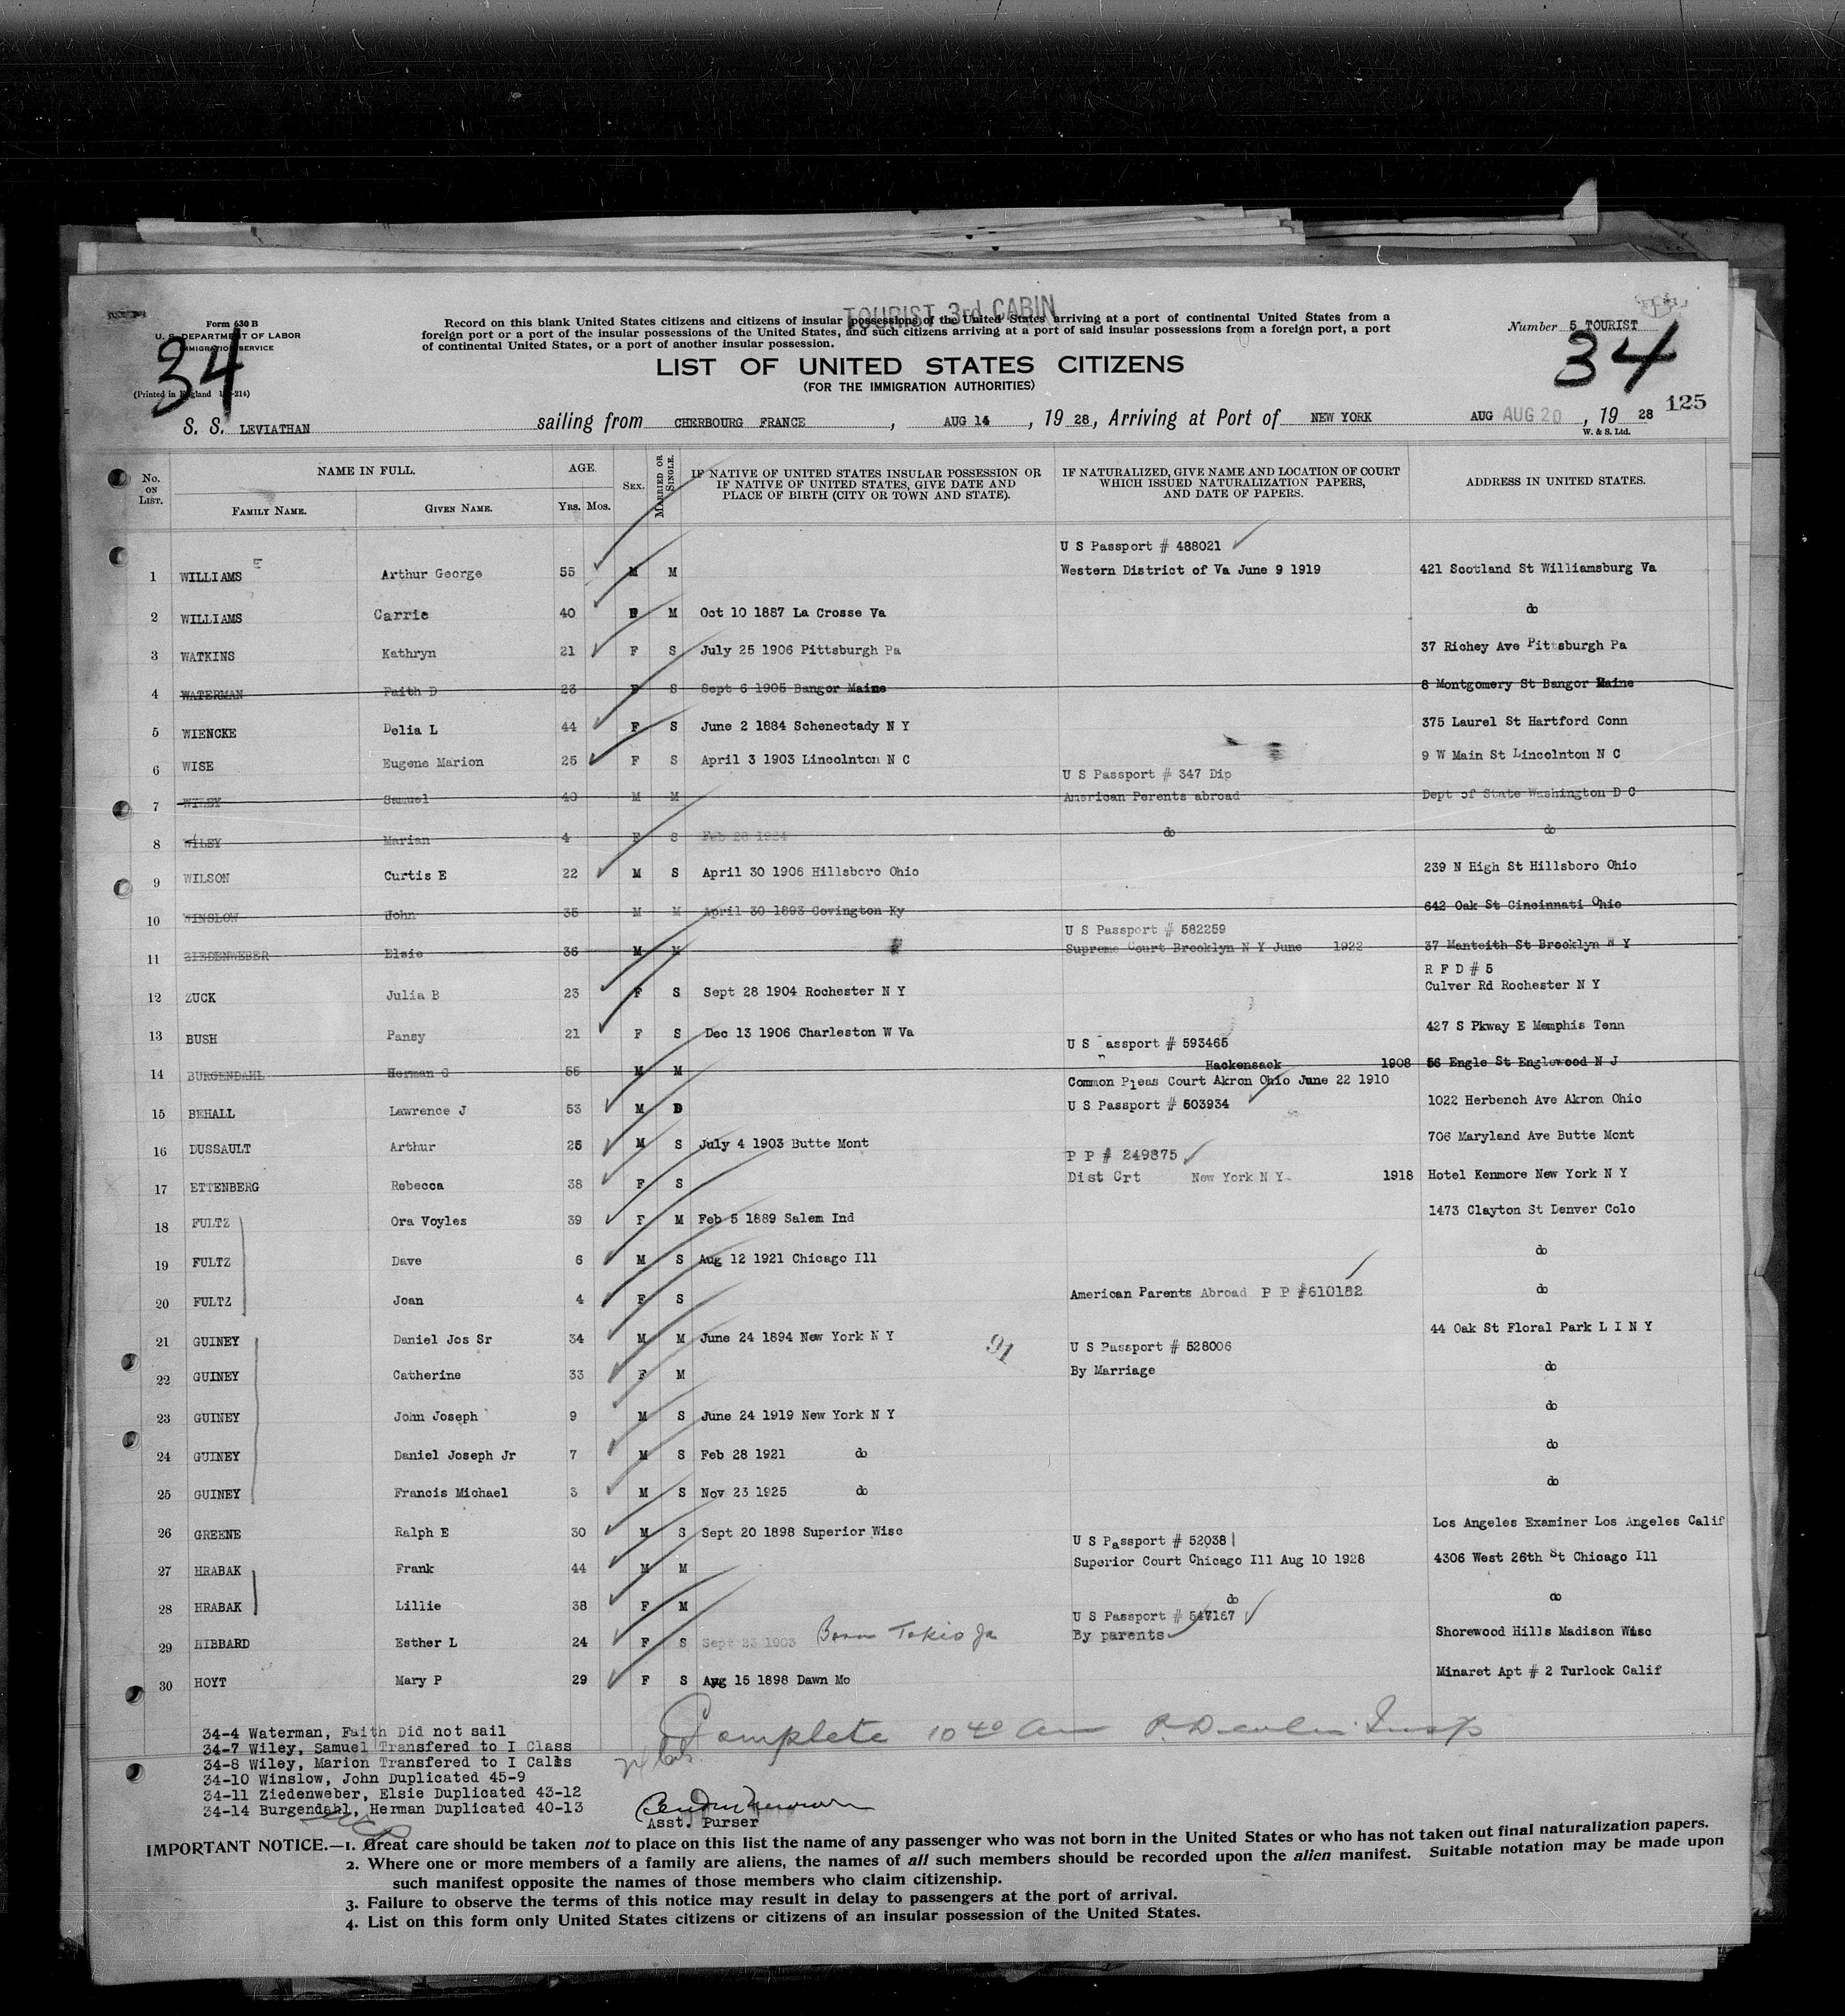 TOURIST 3rd CABIN
Form 630 B
U. S. DEPARTMENT OF LABOR
IMMIGRATION SERVICE
34
(Printed in England
Record on this blank United States citizens and citizens of insular possessions of the United States arriving at a port of continental United States from a
foreign port or a port of the insular possessions of the United States, and such citizens arriving at a port of said insular possessions from a foreign port, a port
of continental United States, or a port of another insular possession.
Number 5 TOURIST
34
LIST OF UNITED STATES CITIZENS
(FOR THE IMMIGRATION AUTHORITIES)
125
S. S. LEVIATHAN sailing from CHERBOURG FRANCE, AUG 14, 19 28, Arriving at Port of NEW YORK AUG AUG 20, 19 28
W. & S. Ltd.
No. ON LIST. NAME IN FULL. FAMILY NAME. GIVEN NAME. AGE. YRS. MOS. SEX. MARRIED OR SINGLE. IF NATIVE OF UNITED STATES INSULAR POSSESSION OR IF NATIVE OF UNITED STATES, GIVE DATE AND PLACE OF BIRTH (CITY OR TOWN AND STATE). IF NATURALIZED, GIVE NAME AND LOCATION OF COURT WHICH ISSUED NATURALIZATION PAPERS, AND DATE OF PAPERS. ADDRESS IN UNITED STATES.
U S Passport # 488021
1 WILLIAMS Arthur George 55 M M Western District of Va June 9 1919 421 Scotland St Williamsburg Va
2 WILLIAMS Carrie 40 F M Oct 10 1887 La Crosse Va do
3 WATKINS Kathryn 21 F S July 25 1906 Pittsburgh Pa 37 Richey Ave Pittsburgh Pa
4 WATERMAN Faith D 23 F S Sept 6 1905 Bangor Maine 8 Montgomery St Bangor Maine
5 WIENCKE Delia L 44 F S June 2 1884 Schenectady N Y 375 Laurel St Hartford Conn
6 WISE Eugene Marion 25 F S April 3 1903 Lincolnton N C 9 W Main St Lincolnton N C
U S Passport # 347 Dip
7 WILEY Samuel 40 M M American Perents abroad Dept of State Washington D C
8 WILEY Marian 4 F S Feb 28 1924 do do
9 WILSON Curtis E 22 M S April 30 1906 Hillsboro Ohio 239 N High St Hillsboro Ohio
10 WINSLOW John 35 M M April 30 1893 Covington Ky 642 Oak St Cincinnati Ohio
U S Passport # 582259
11 ZIEDENWEBER Elsie 36 M M Supreme Court Brooklyn N Y June 1922 37 Manteith St Brooklyn N Y
R F D # 5
12 ZUCK Julia B 23 F S Sept 28 1904 Rochester N Y Culver Rd Rochester N Y
13 BUSH Pansy 21 F S Dec 13 1906 Charleston W Va 427 S Pkway E Memphis Tenn
U S assport # 593465
14 BURGENDAHL Herman G 55 M M Hackensack 1908 56 Engle St Englewood N J
Common Pleas Court Akron Ohio June 22 1910
15 BEHALL Lawrence J 53 M D U S Passport # 503934 1022 Herbench Ave Akron Ohio
16 DUSSAULT Arthur 25 M S July 4 1903 Butte Mont 706 Maryland Ave Butte Mont
P P # 249875
17 ETTENBERG Rebecca 38 F S Dist Crt New York N Y 1918 Hotel Kenmore New York N Y
18 FULTZ Ora Voyles 39 F M Feb 5 1889 Salem Ind 1473 Clayton St Denver Colo
19 FULTZ Dave 6 M S Aug 12 1921 Chicago Ill do
20 FULTZ Joan 4 F S American Parents Abroad P P #610182 do
21 GUINEY Daniel Jos Sr 34 M M June 24 1894 New York N Y 91 44 Oak St Floral Park L I N Y
U S Passport # 528006
22 GUINEY Catherine 33 F M By Marriage do
23 GUINEY John Joseph 9 M S June 24 1919 New York N Y do
24 GUINEY Daniel Joseph Jr 7 M S Feb 28 1921 do do
25 GUINEY Francis Michael 3 M S Nov 23 1925 do do
26 GREENE Ralph E 30 M S Sept 20 1898 Superior Wisc Los Angeles Examiner Los Angeles Calif
U S Passport # 52038
27 HRABAK Frank 44 M M Superior Court Chicago Ill Aug 10 1928 4306 West 26th St Chicago Ill
28 HRABAK Lillie 38 F M do do
U S Passport # 547167
29 HIBBARD Esther L 24 F S Sept 23 1903 Born Tokio Ja By parents Shorewood Hills Madison Wisc
30 HOYT Mary P 29 F S Aug 15 1898 Dawn Mo Minaret Apt # 2 Turlock Calif
Complete 10 40 am
34-4 Waterman, Faith Did not sail
34-7 Wiley, Samuel Transfered to I Class
34-8 Wiley, Marion Transfered to I Calss
34-10 Winslow, John Duplicated 45-9
34-11 Ziedenweber, Elsie Duplicated 43-12
34-14 Burgendahl, Herman Duplicated 40-13
Asst. Purser
IMPORTANT NOTICE.—1. Great care should be taken not to place on this list the name of any passenger who was not born in the United States or who has not taken out final naturalization papers.
2. Where one or more members of a family are aliens, the names of all such members should be recorded upon the alien manifest. Suitable notation may be made upon
such manifest opposite the names of those members who claim citizenship.
3. Failure to observe the terms of this notice may result in delay to passengers at the port of arrival.
4. List on this form only United States citizens or citizens of an insular possession of the United States.